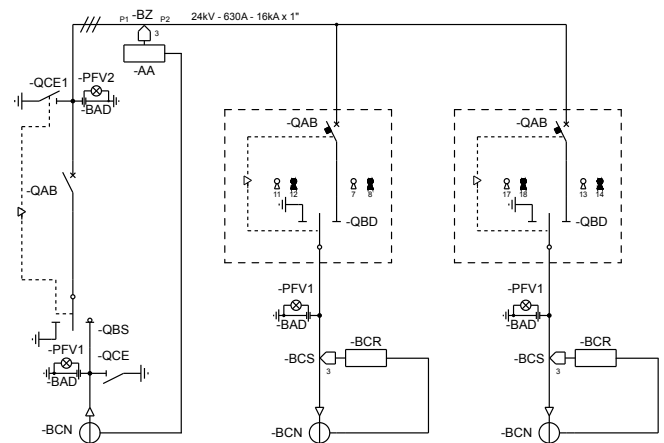 P1 -BZ P2 24kV - 630A - 16kA x 1"
3
-AA
-QCE1 -PFV2
-BAD
-QAB -QAB
-QAB
11 12 7 8 17 18 13 14
-QBD -QBD
-PFV1 -PFV1
-BAD -BAD
-QBS
-PFV1 -QCE
-BAD
-BCS 3 -BCR -BCS 3 -BCR
-BCN -BCN -BCN